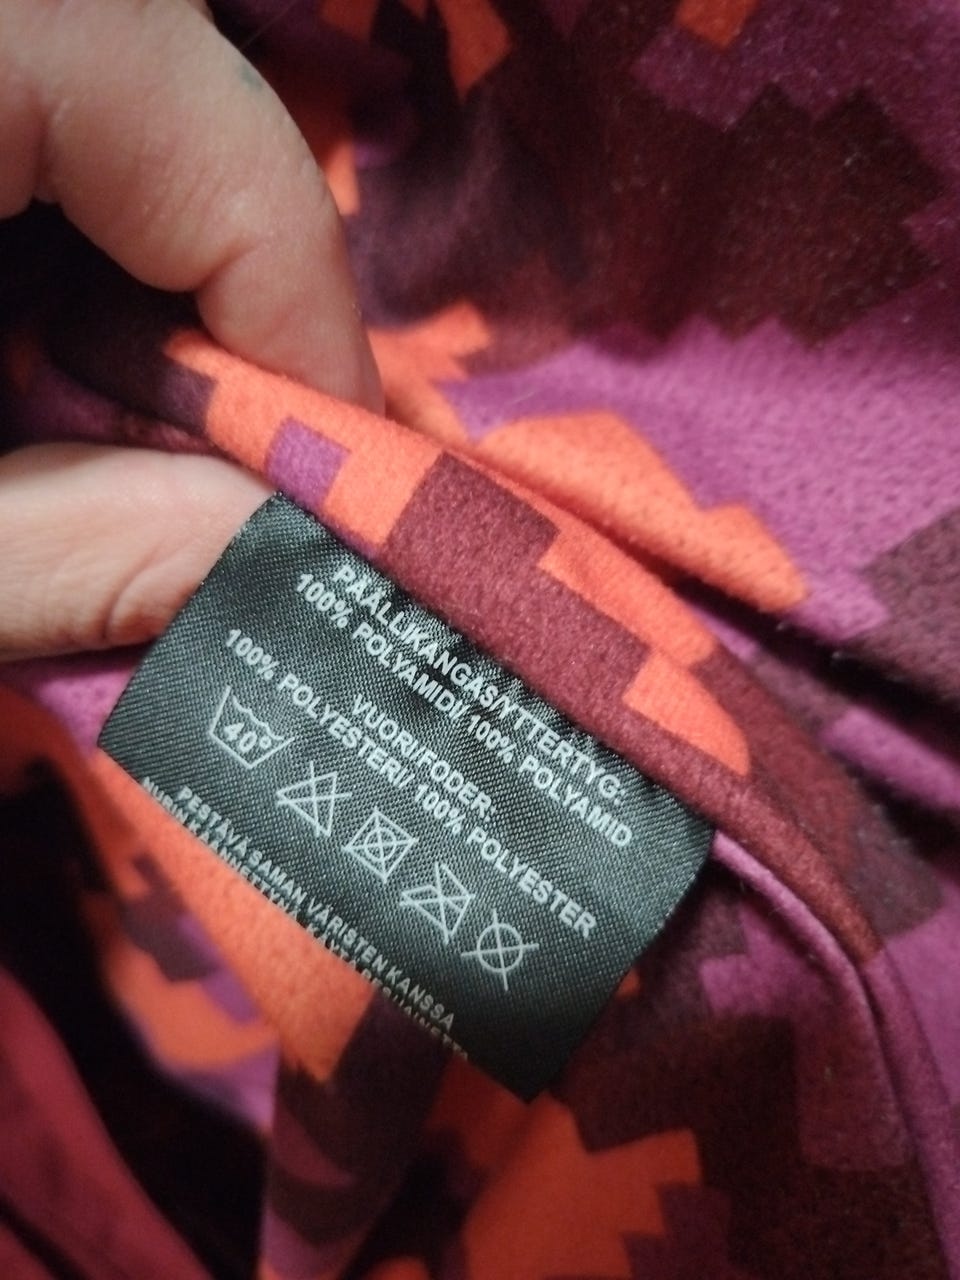 PÄÄLLIKANGAS/YTTERTYG:
100% POLYAMIDI/ 100% POLYAMID
VUORI/FODER:
100% POLYESTERI/ 100% POLYESTER
40°
PESTÄVÄ SAMAN VÄRISTEN KANSSA